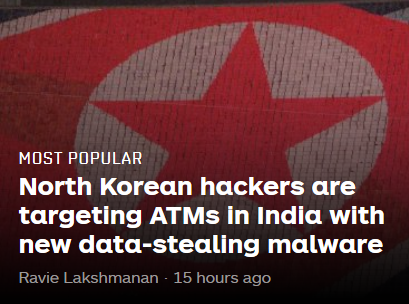 MOST POPULAR
North Korean hackers are
targeting ATMs in India with
new data-stealing malware
Ravie Lakshmanan · 15 hours ago